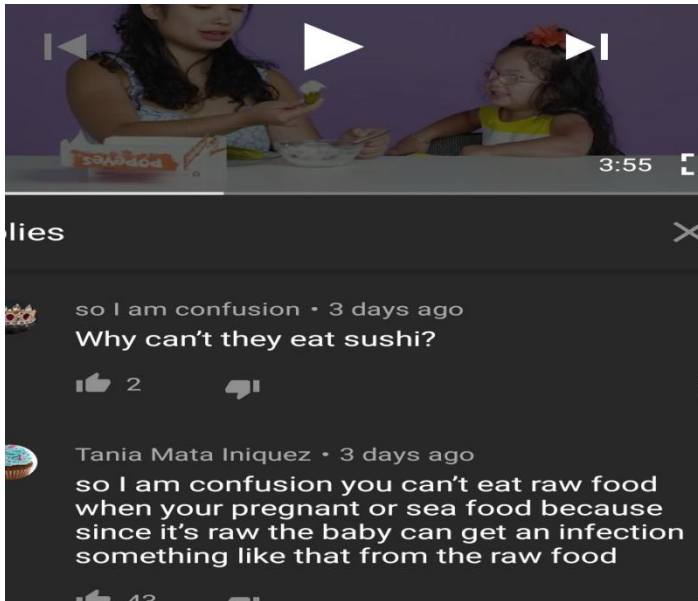 POPEYES
3:55
lies
so I am confusion • 3 days ago
Why can't they eat sushi?
2
Tania Mata Iniquez • 3 days ago
so I am confusion you can't eat raw food
when your pregnant or sea food because
since it's raw the baby can get an infection
something like that from the raw food
43